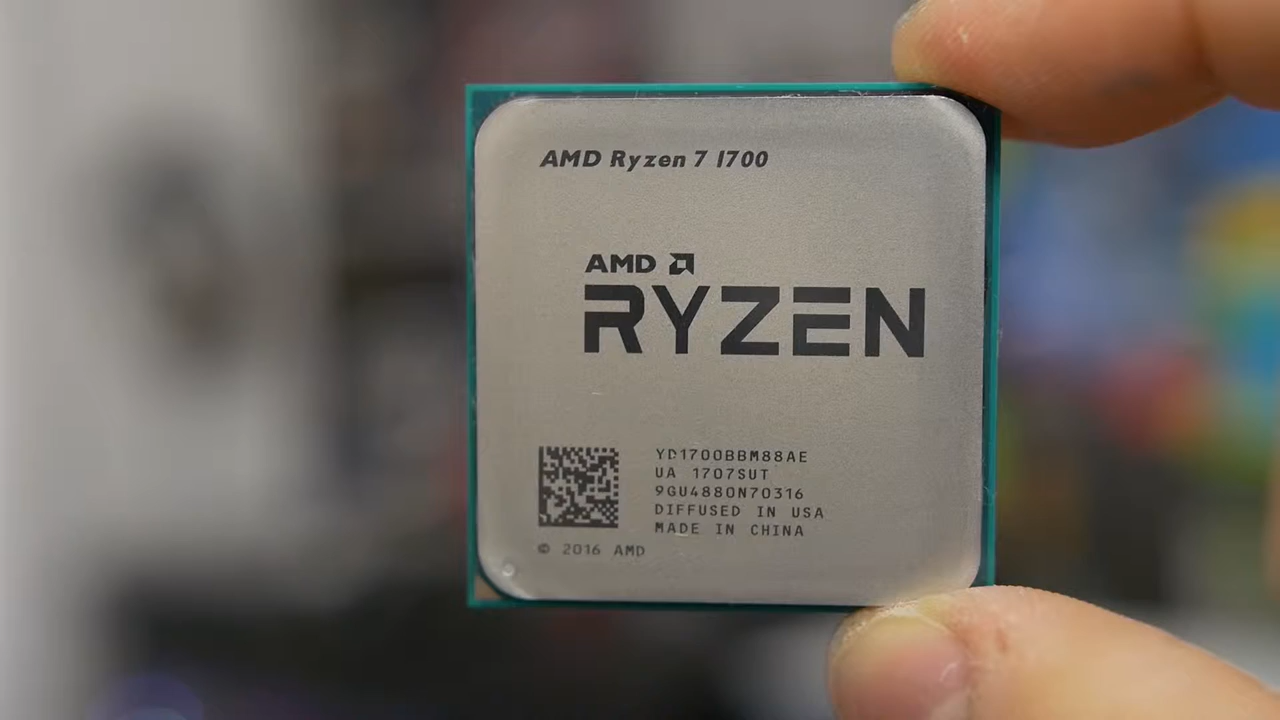 AMD Ryzen 7 1700
AMD
RYZEN
YD1700BBM88AE
UA 1707SUT
9GU4880N70316
DIFFUSED IN USA
MADE IN CHINA
© 2016 AMD